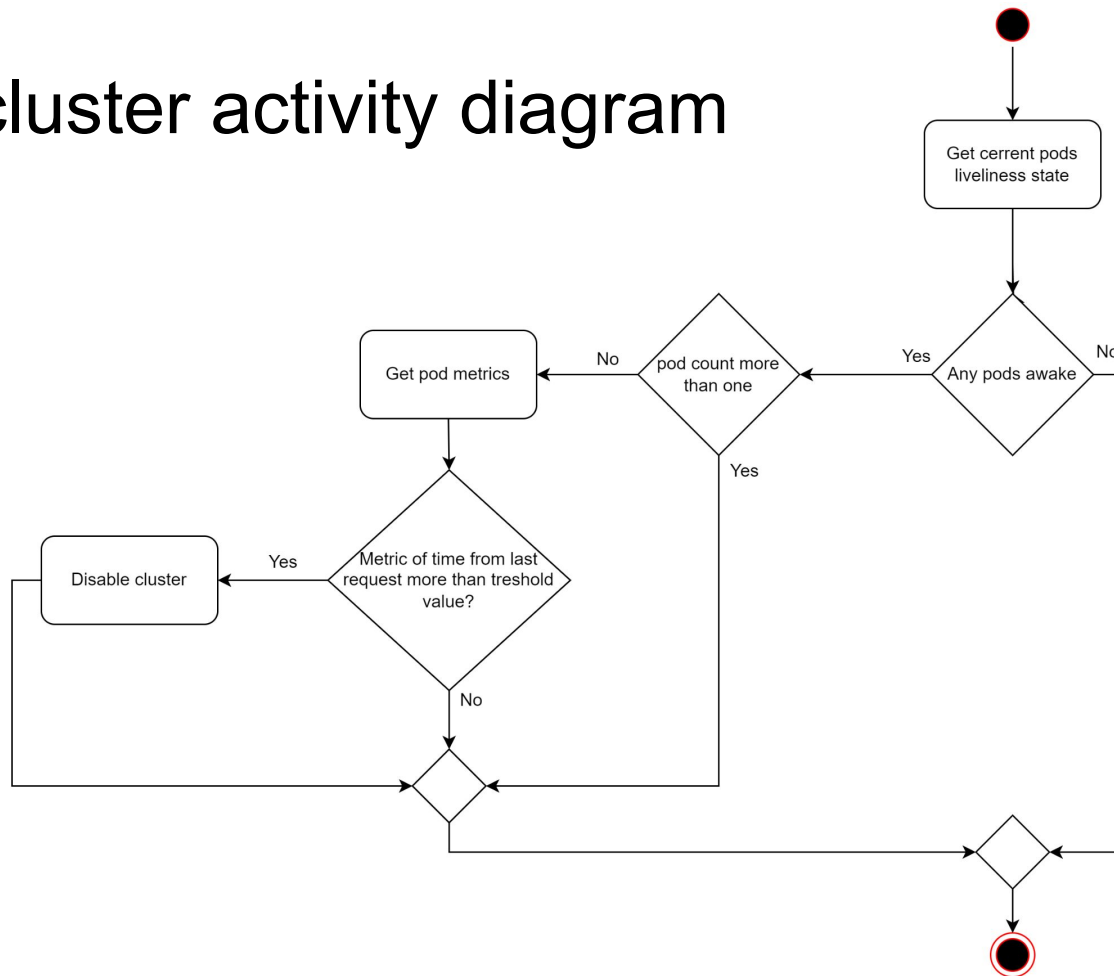 cluster activity diagram
Get cerrent pods
liveliness state
Any pods awake
Yes
No
pod count more
than one
No
Yes
Get pod metrics
Metric of time from last
request more than treshold
value?
Yes
No
Disable cluster